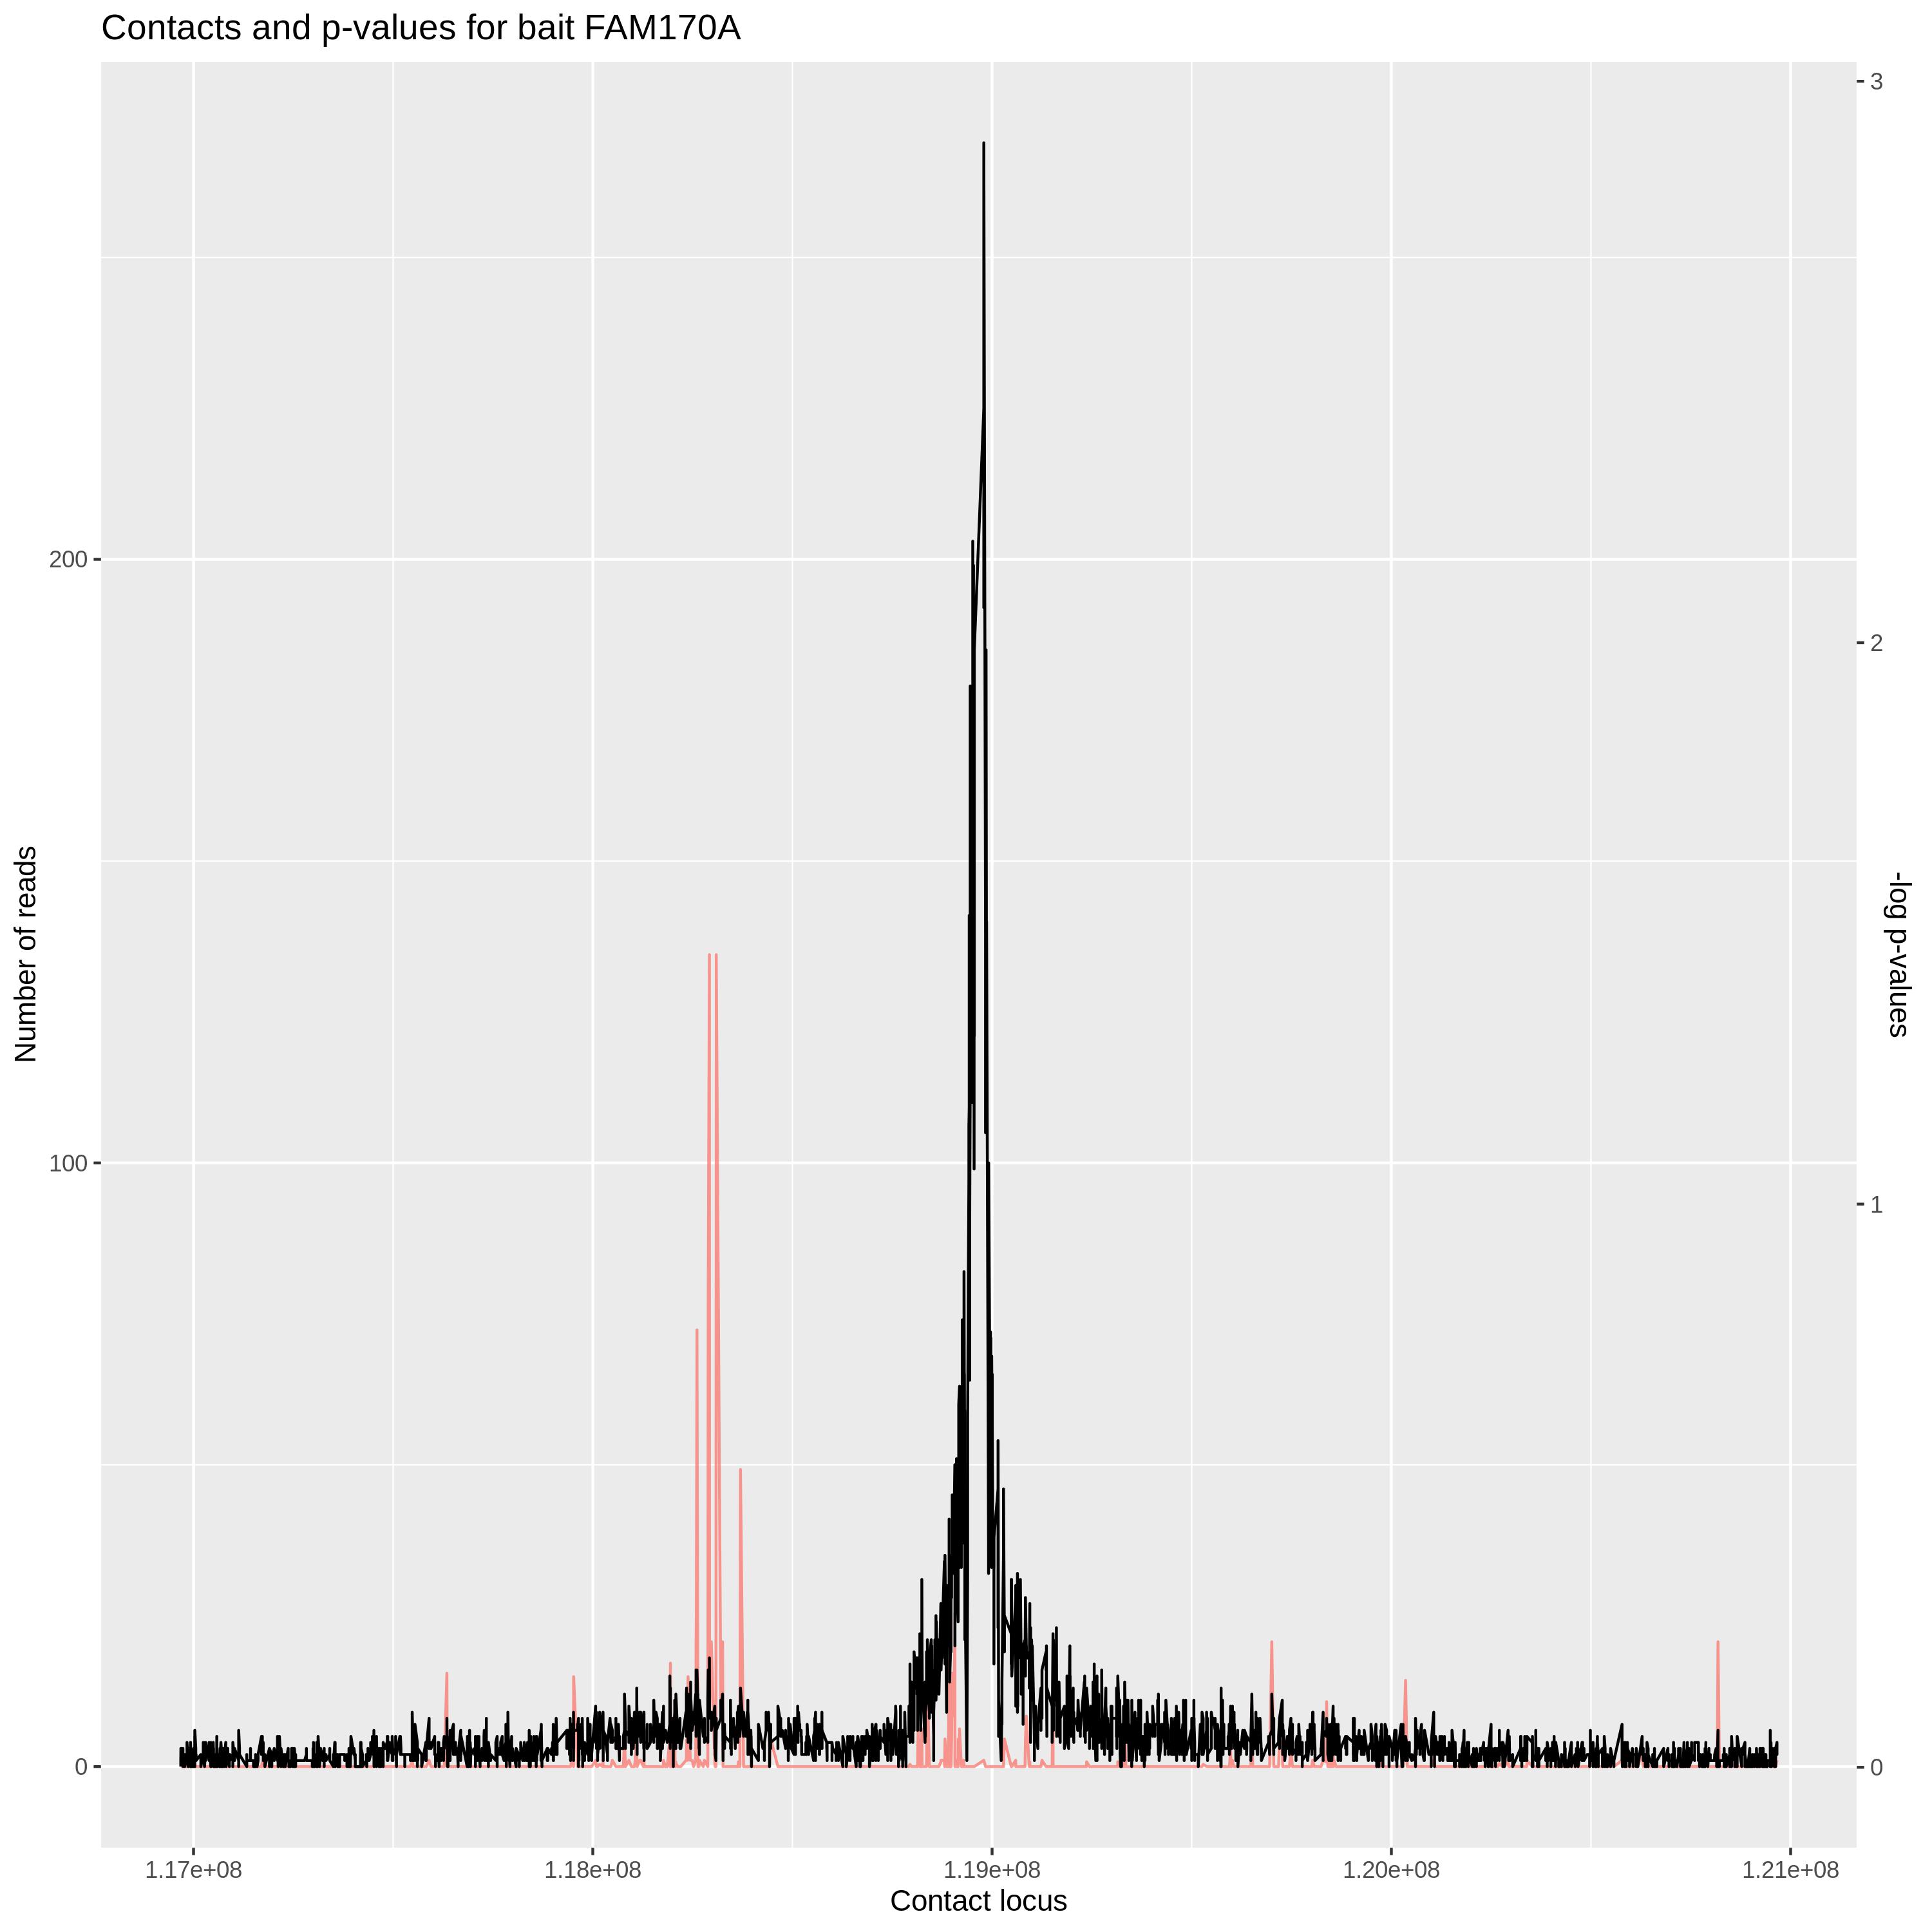 Contacts and p-values for bait FAM170A
Number of reads
200
100
0
3
2
1
0
-log p-values
1.17e+08 1.18e+08 1.19e+08 1.20e+08 1.21e+08
Contact locus